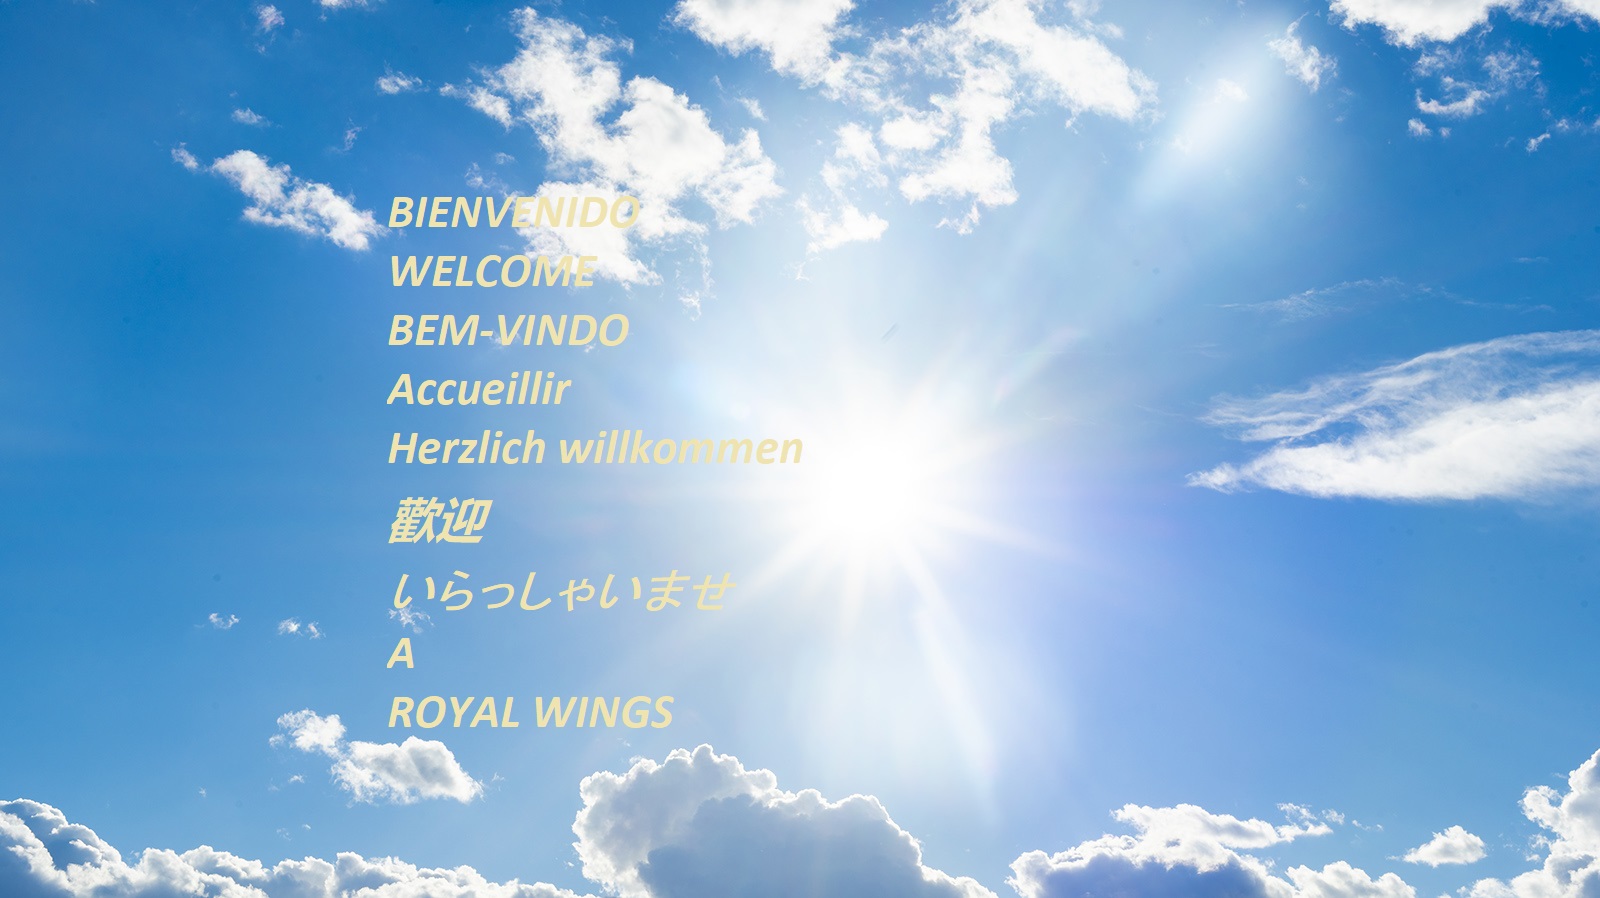 BIENVENIDO
WELCOME
BEM-VINDO
Accueillir
Herzlich willkommen
歡迎
いらっしゃいませ
A
ROYAL WINGS